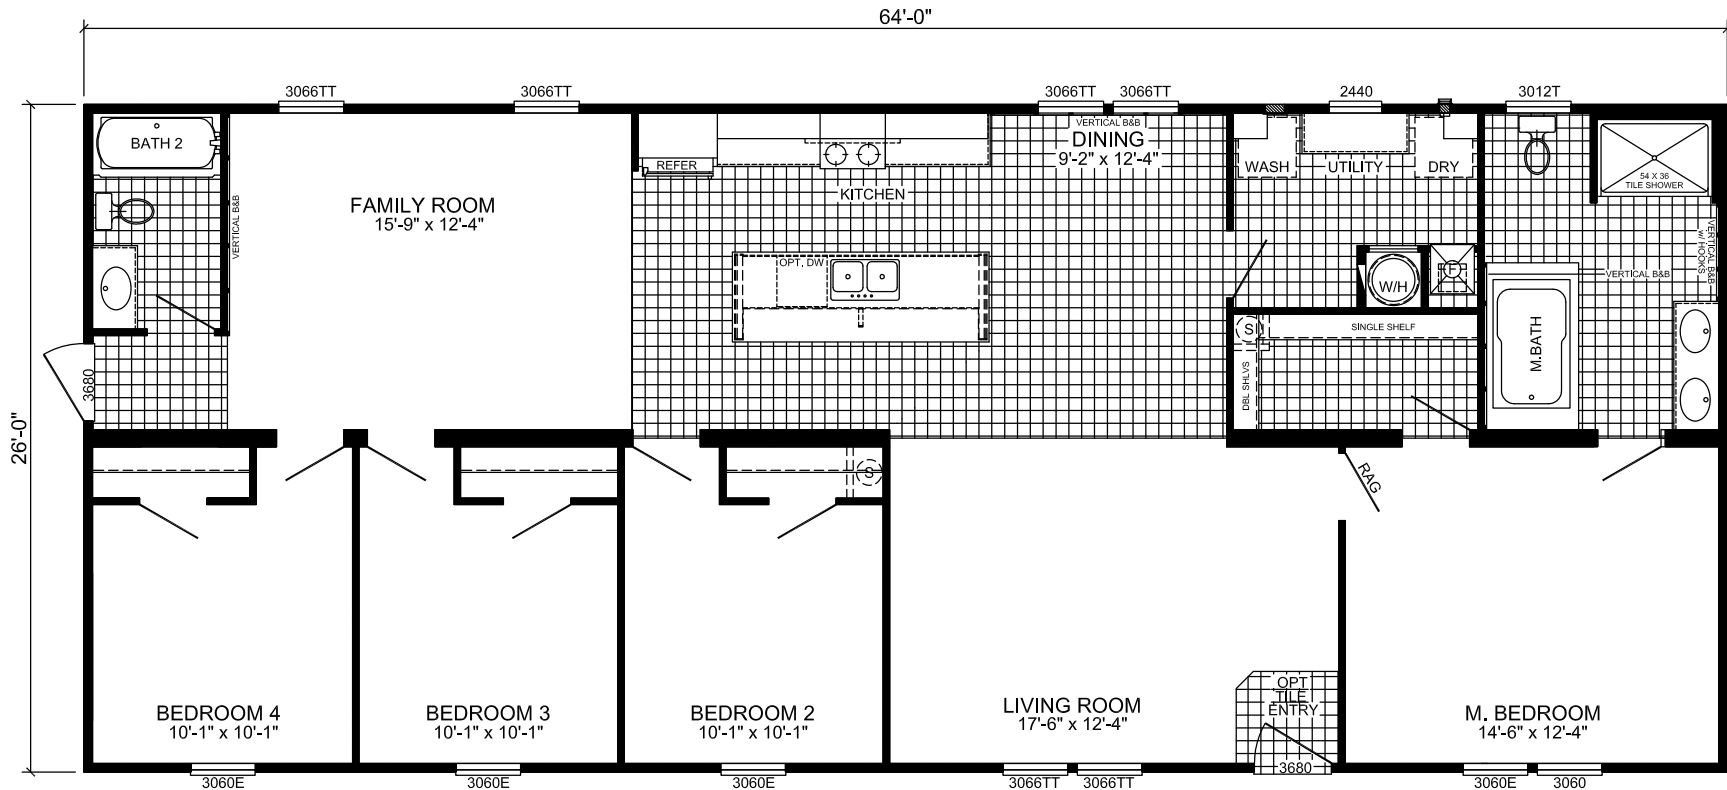 64'-0"
3066TT
3066TT
3066TT
3066TT
2440
3012T
BATH 2
VERTICAL B&B
FAMILY ROOM
15'-9" x 12'-4"
REFER
KITCHEN
OPT, DW
VERTICAL B&B
DINING
9'-2" x 12'-4"
WASH
UTILITY
DRY
54 X 36
TILE SHOWER
VERTICAL B&B
W/ HOOKS
VERTICAL B&B
W/H
F
S
SINGLE SHELF
DBL SHLVS
M.BATH
3680
26'-0"
S
RAG
BEDROOM 4
10'-1" x 10'-1"
BEDROOM 3
10'-1" x 10'-1"
BEDROOM 2
10'-1" x 10'-1"
LIVING ROOM
17'-6" x 12'-4"
OPT
TILE
ENTRY
M. BEDROOM
14'-6" x 12'-4"
3680
3060E
3060E
3060E
3066TT
3066TT
3060E
3060